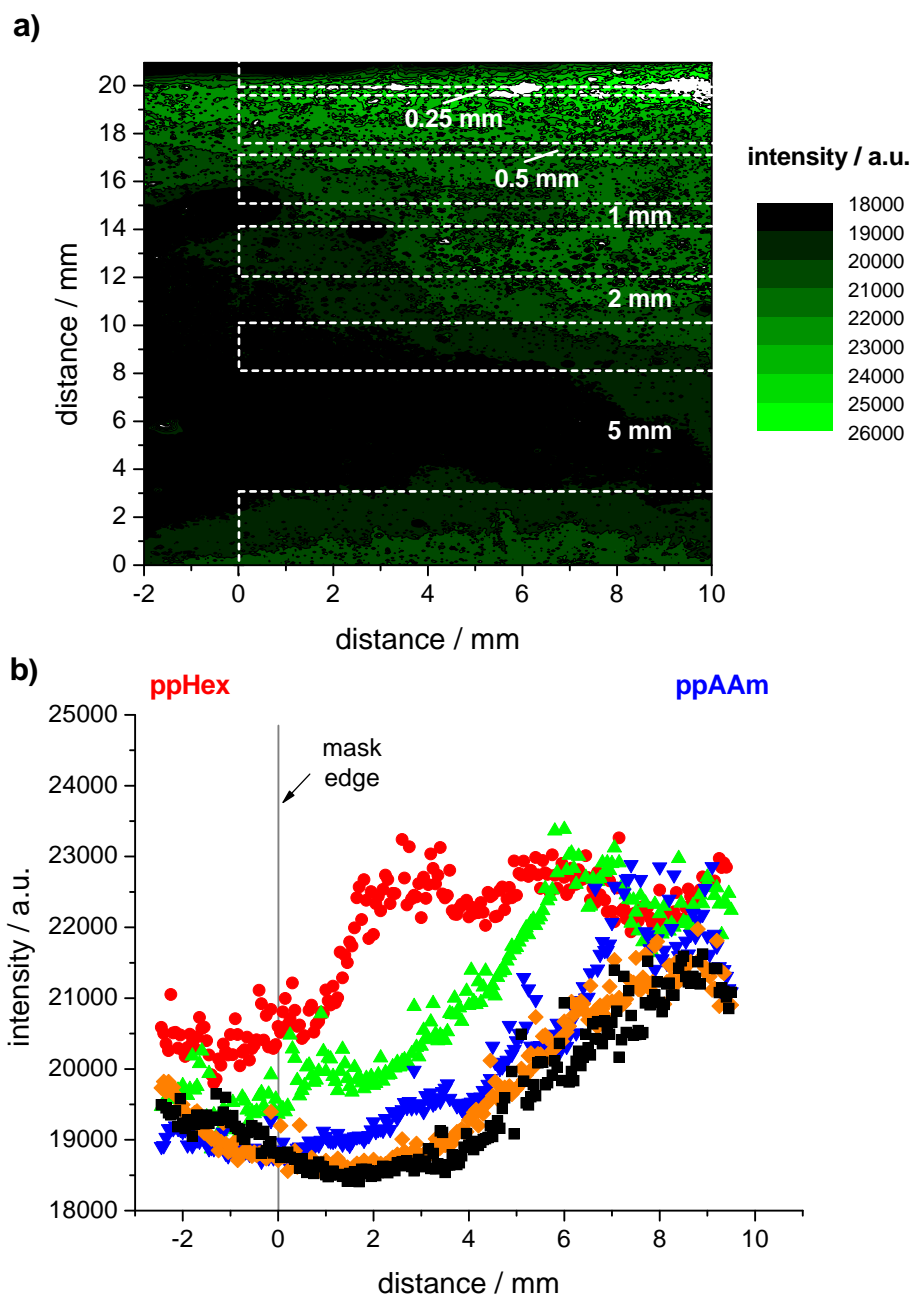 a)
20
18
16
14
12
10
8
6
4
2
0
distance / mm
-2
0
2
4
6
8
10
distance / mm
0.25 mm
0.5 mm
1 mm
2 mm
5 mm
intensity / a.u.
18000
19000
20000
21000
22000
23000
24000
25000
26000
b)
ppHex
ppAAm
25000
24000
23000
22000
21000
20000
19000
18000
intensity / a.u.
mask
edge
-2
0
2
4
6
8
10
distance / mm